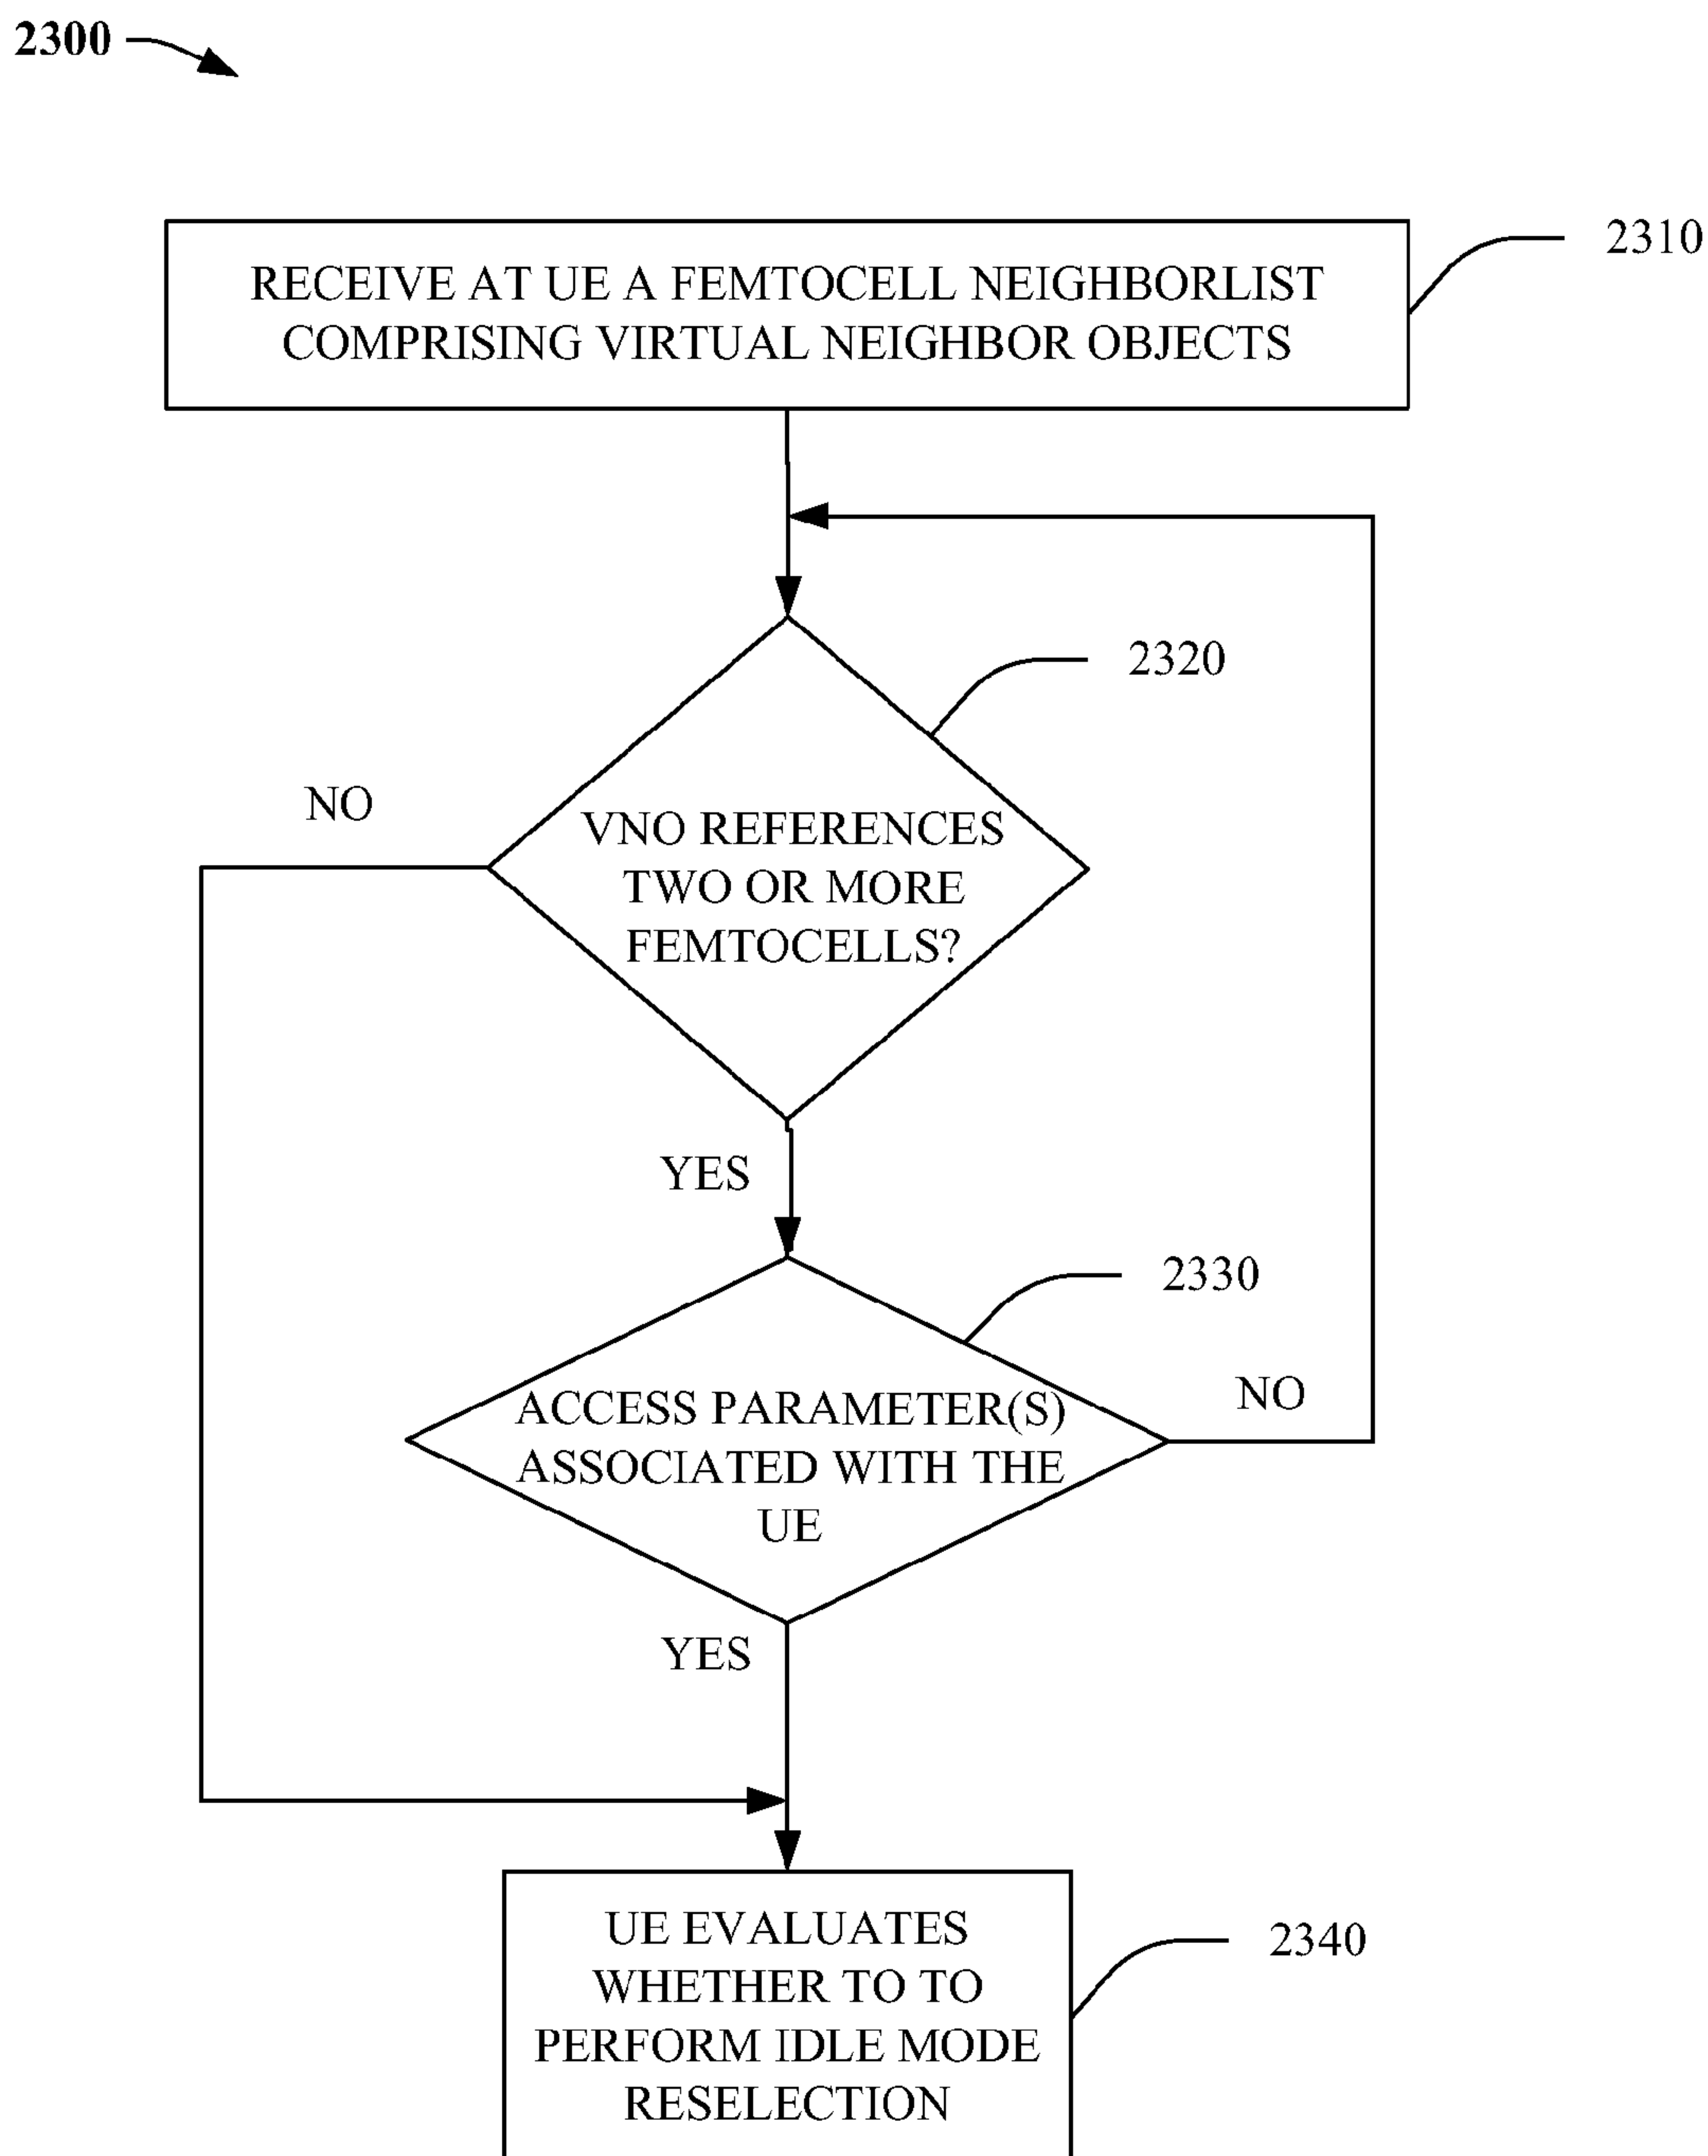 2300
RECEIVE AT UE A FEMTOCELL NEIGHBORLIST
COMPRISING VIRTUAL NEIGHBOR OBJECTS
2310
2320
NO
VNO REFERENCES
TWO OR MORE
FEMTOCELLS?
YES
2330
NO
ACCESS PARAMETER(S)
ASSOCIATED WITH THE
UE
YES
UE EVALUATES
WHETHER TO TO
PERFORM IDLE MODE
RESELECTION
2340